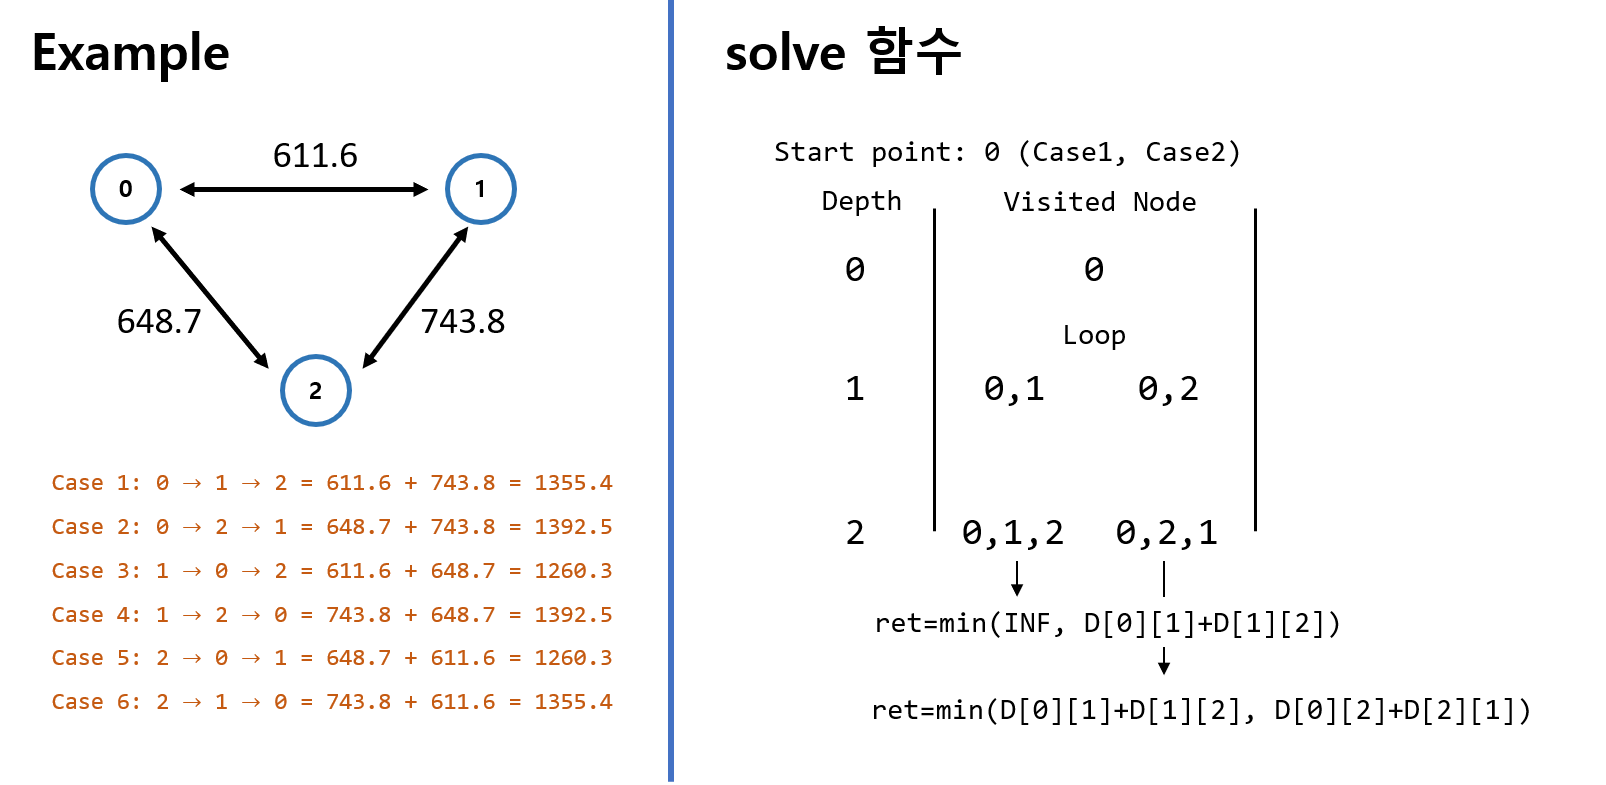 Example
611.6
0
1
648.7
743.8
2
Case 1: 0 → 1 → 2 = 611.6 + 743.8 = 1355.4
Case 2: 0 → 2 → 1 = 648.7 + 743.8 = 1392.5
Case 3: 1 → 0 → 2 = 611.6 + 648.7 = 1260.3
Case 4: 1 → 2 → 0 = 743.8 + 648.7 = 1392.5
Case 5: 2 → 0 → 1 = 648.7 + 611.6 = 1260.3
Case 6: 2 → 1 → 0 = 743.8 + 611.6 = 1355.4
solve 함수
Start point: 0 (Case1, Case2)
Depth Visited Node
0 0
Loop
1 0,1 0,2
2 0,1,2 0,2,1
ret=min(INF, D[0][1]+D[1][2])
ret=min(D[0][1]+D[1][2], D[0][2]+D[2][1])